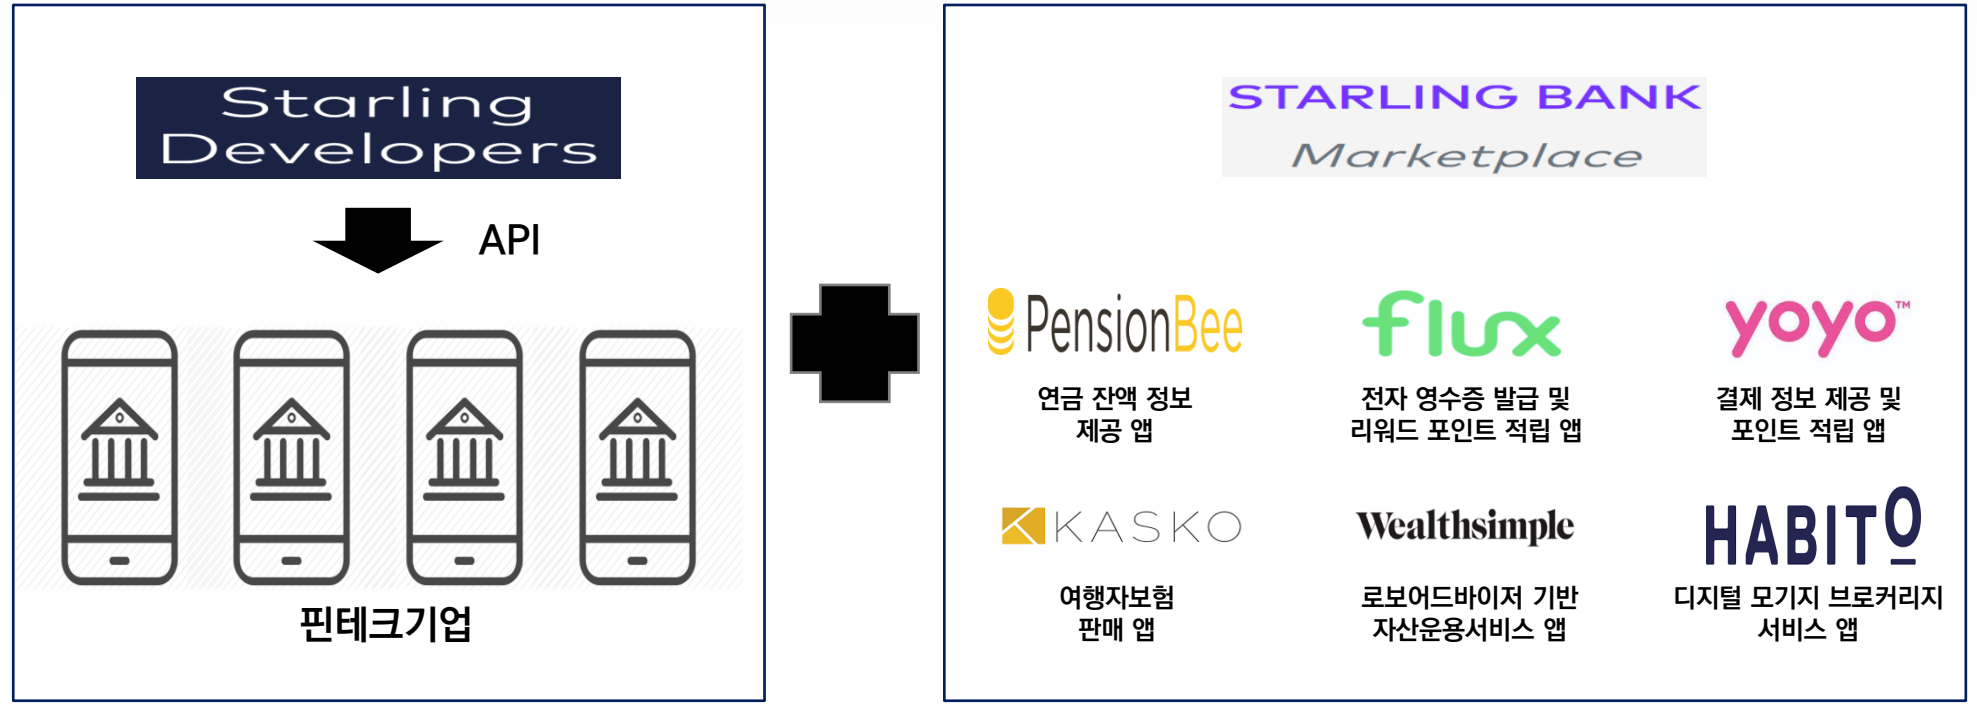 Starling
Developers
API
핀테크기업
STARLING BANK
Marketplace
PensionBee
flux
yoyo™
연금 잔액 정보
제공 앱
전자 영수증 발급 및
리워드 포인트 적립 앱
결제 정보 제공 및
포인트 적립 앱
KASKO
Wealthsimple
HABITO
여행자보험
판매 앱
로보어드바이저 기반
자산운용서비스 앱
디지털 모기지 브로커리지
서비스 앱